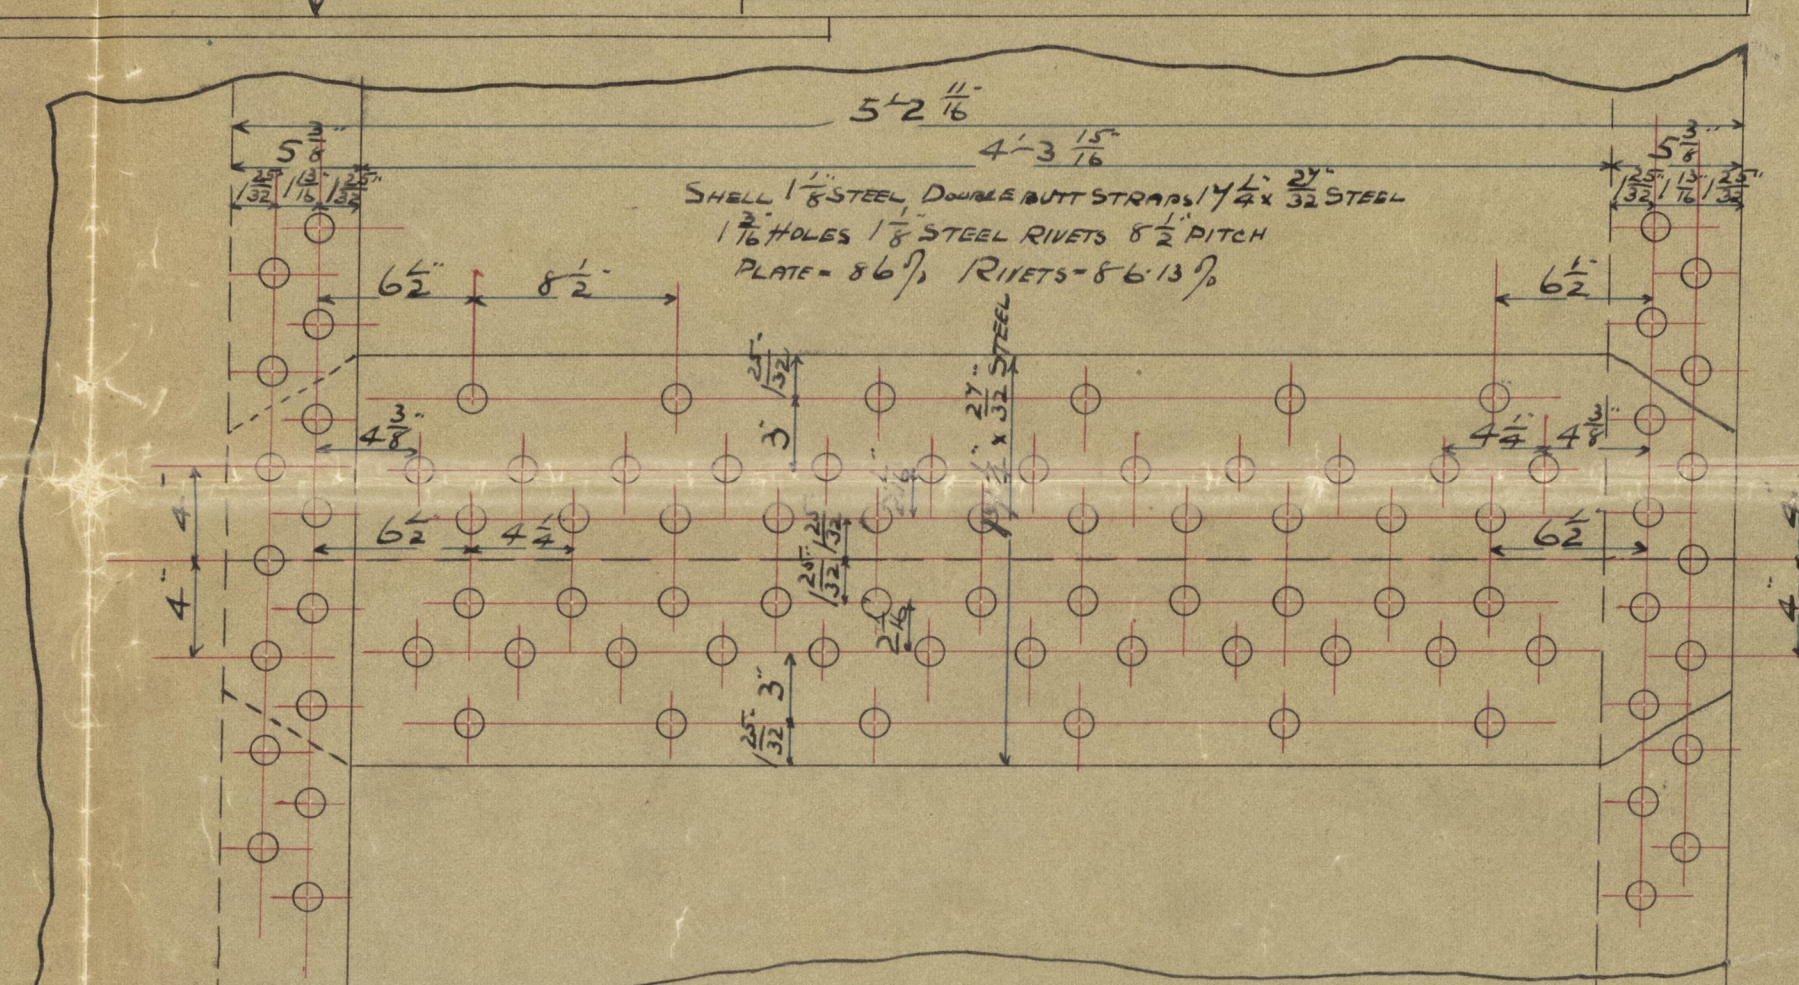 5'-2 11/16"
4'-3 15/16"
5 3/8" 5 3/8"
1 25/32" 1 13/16" 1 25/32" 1 25/32" 1 13/16" 1 25/32"
SHELL 1 1/8" STEEL DOUBLE BUTT STRAPS 17 1/4" x 27/32" STEEL
1 3/16" HOLES 1 1/8" STEEL RIVETS 8 1/2" PITCH
PLATE = 86% RIVETS = 86.13%
6 1/2" 8 1/2" 6 1/2"
1 25/32"
3"
x 27/32" STEEL
4 3/8" 4 1/4" 4 3/8"
4"
6 1/2" 4 1/4" 1 25/32" 6 1/2"
1 25/32"
4" 2 1/16" 4"
3"
1 25/32"